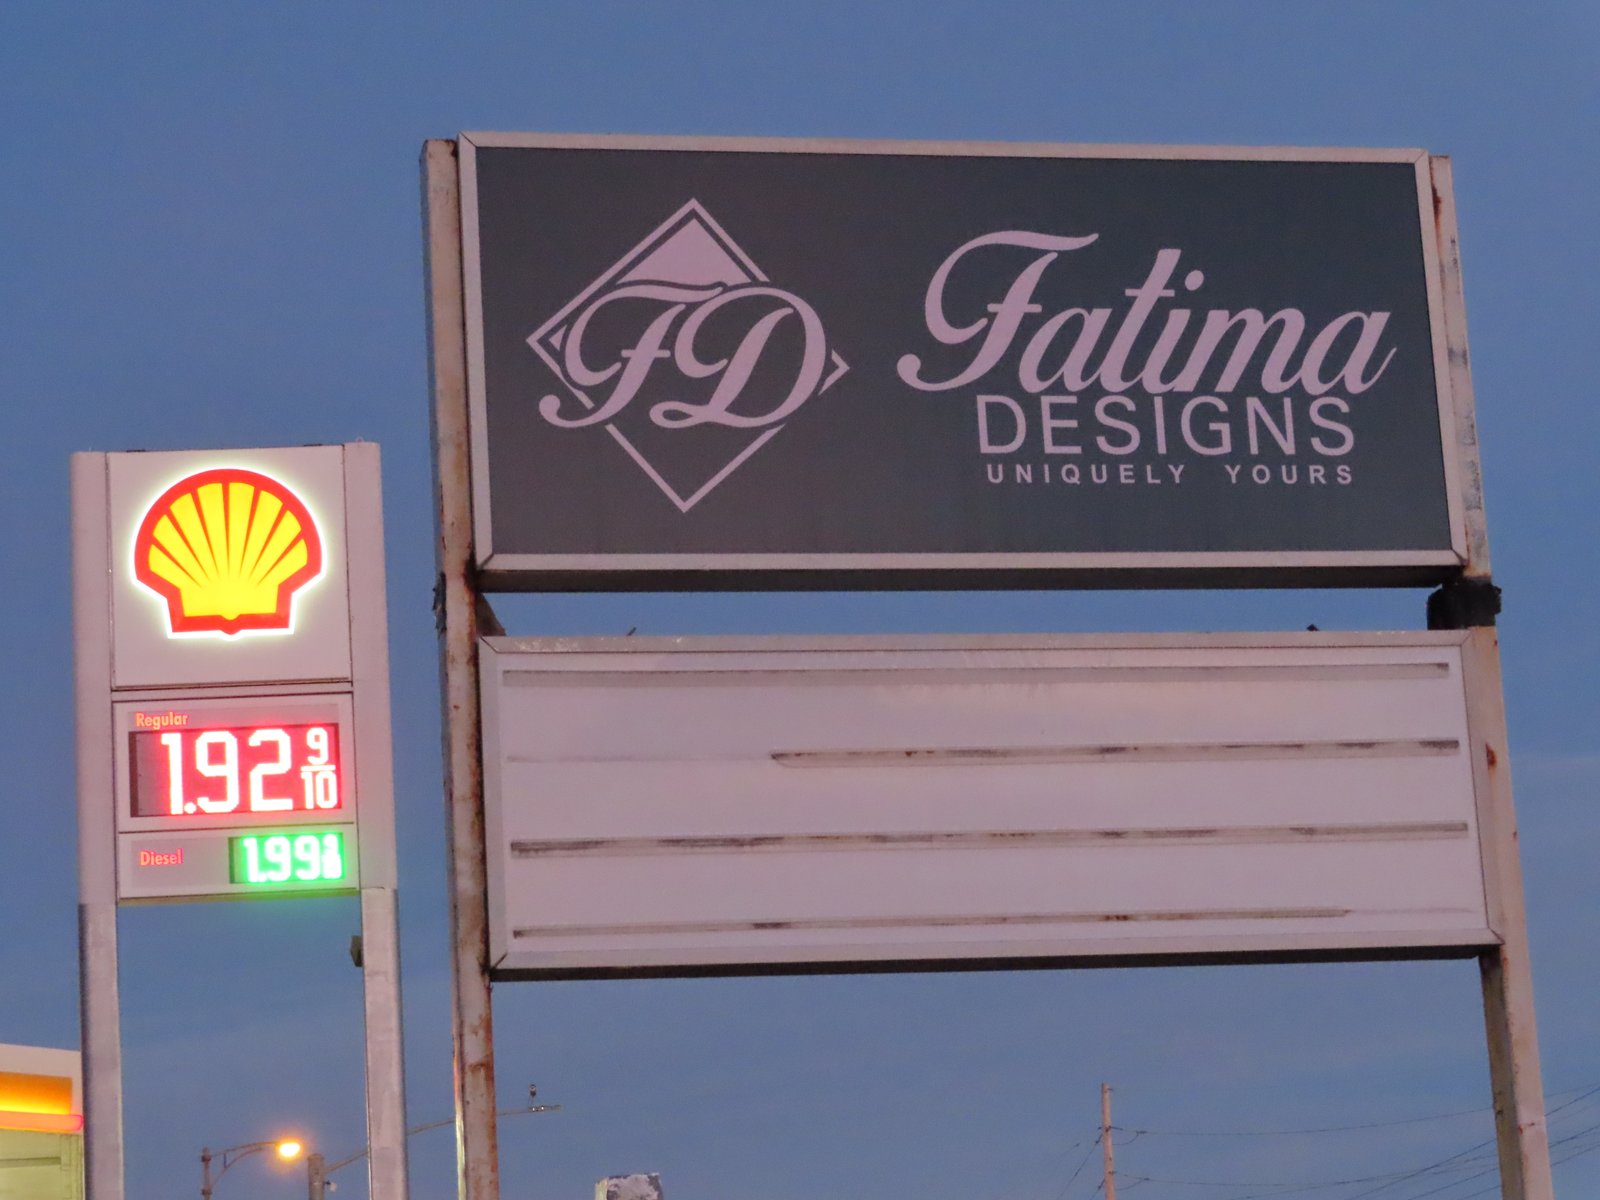 FD
Fatima
DESIGNS
UNIQUELY YOURS
Regular
1.92 9/10
Diesel
1.99